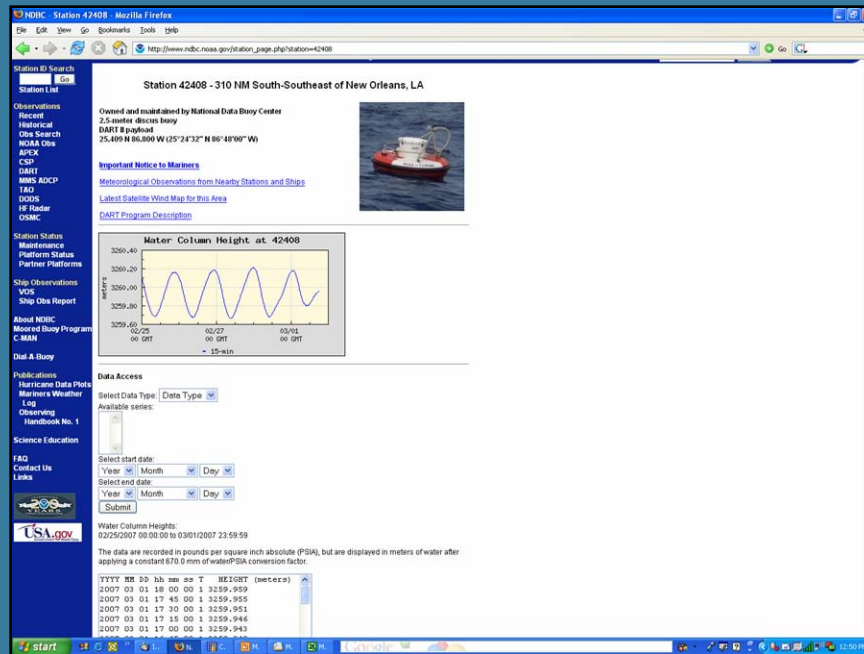 NDBC - Station 42408 - Mozilla Firefox
File Edit View Go Bookmarks Tools Help
http://www.ndbc.noaa.gov/station_page.php?station=42408
Go
Station ID Search
Go
Station List
Observations
Recent
Historical
Obs Search
NOAA Obs
APEX
CSP
DART
MMS ADCP
TAO
DODS
HF Radar
OSMC
Station Status
Maintenance
Platform Status
Partner Platforms
Ship Observations
VOS
Ship Obs Report
About NDBC
Moored Buoy Program
C-MAN
Dial-A-Buoy
Publications
Hurricane Data Plots
Mariners Weather
Log
Observing
Handbook No. 1
Science Education
FAQ
Contact Us
Links
200
YEARS
USA.gov
Station 42408 - 310 NM South-Southeast of New Orleans, LA
Owned and maintained by National Data Buoy Center
2.5-meter discus buoy
DART II payload
25.409 N 86.800 W (25°24'32" N 86°48'00" W)
Important Notice to Mariners
Meteorological Observations from Nearby Stations and Ships
Latest Satellite Wind Map for this Area
DART Program Description
Water Column Height at 42408
3260.40
3260.20
3260.00
3259.80
3259.60
meters
02/25 02/27 03/01
00 GMT 00 GMT 00 GMT
15-min
Data Access
Select Data Type: Data Type
Available series:
Select start date:
Year Month Day
Select end date:
Year Month Day
Submit
Water Column Heights:
02/25/2007 00:00:00 to 03/01/2007 23:59:59
The data are recorded in pounds per square inch absolute (PSIA), but are displayed in meters of water after
applying a constant 670.0 mm of water/PSIA conversion factor.
YYYY MM DD hh mm ss T HEIGHT (meters)
2007 03 01 18 00 00 1 3259.959
2007 03 01 17 45 00 1 3259.955
2007 03 01 17 30 00 1 3259.951
2007 03 01 17 15 00 1 3259.946
2007 03 01 17 00 00 1 3259.943
start
Google
12:50 PM